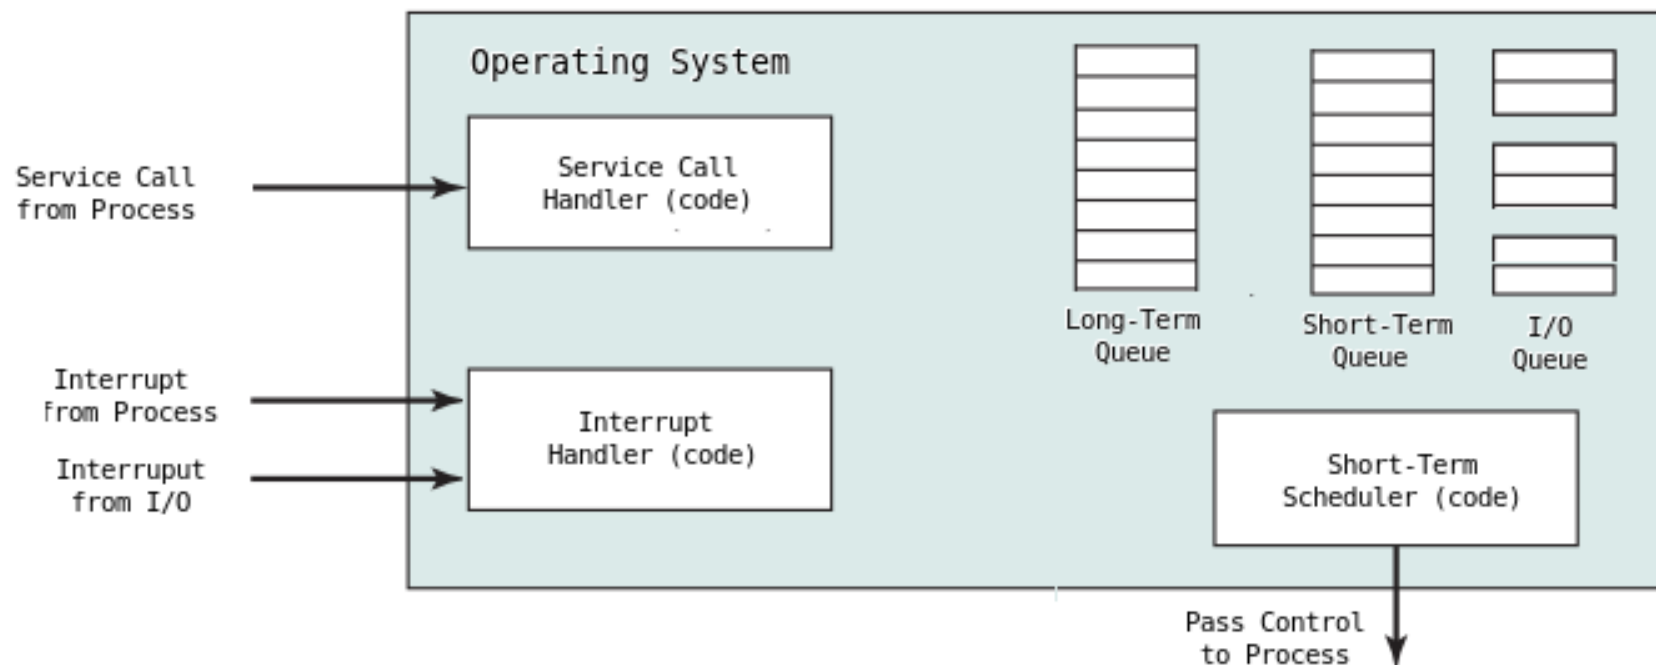 Operating System
Service Call
from Process
Service Call
Handler (code)
Interrupt
from Process
Interruput
from I/O
Interrupt
Handler (code)
Long-Term
Queue
Short-Term
Queue
I/O
Queue
Short-Term
Scheduler (code)
Pass Control
to Process